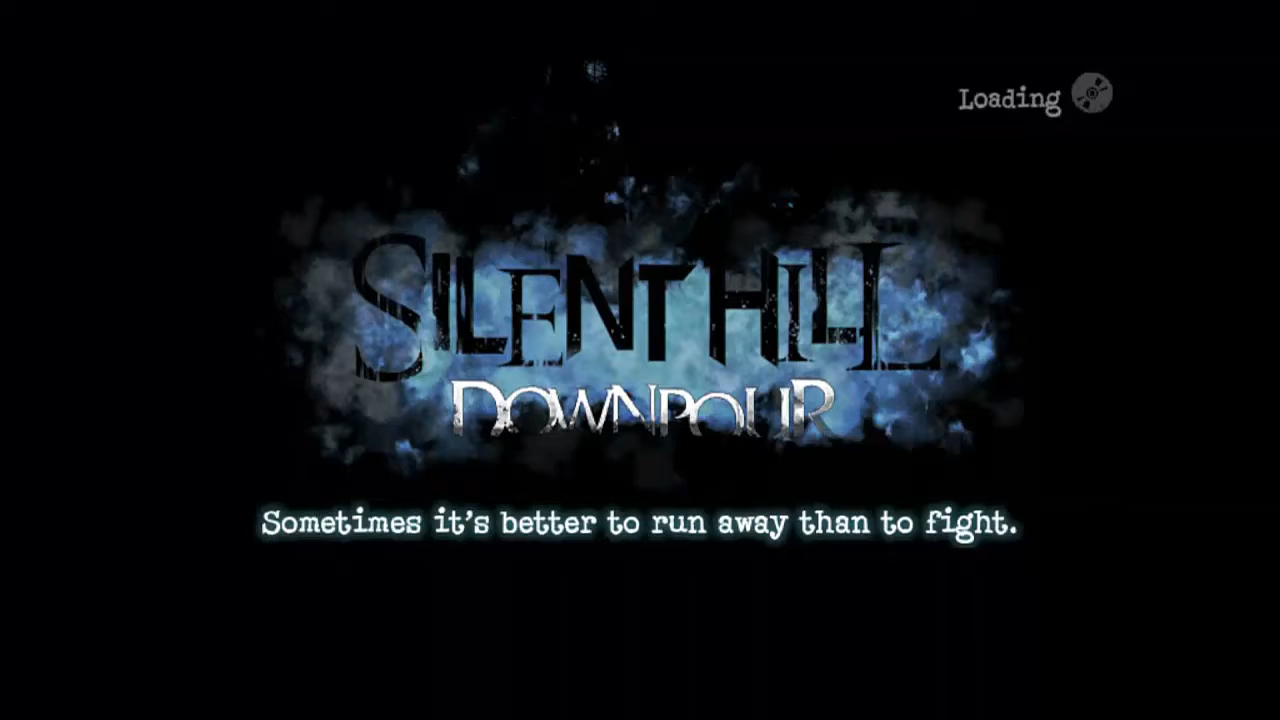 Loading
SILENT HILL
DOWNPOUR
Sometimes it's better to run away than to fight.